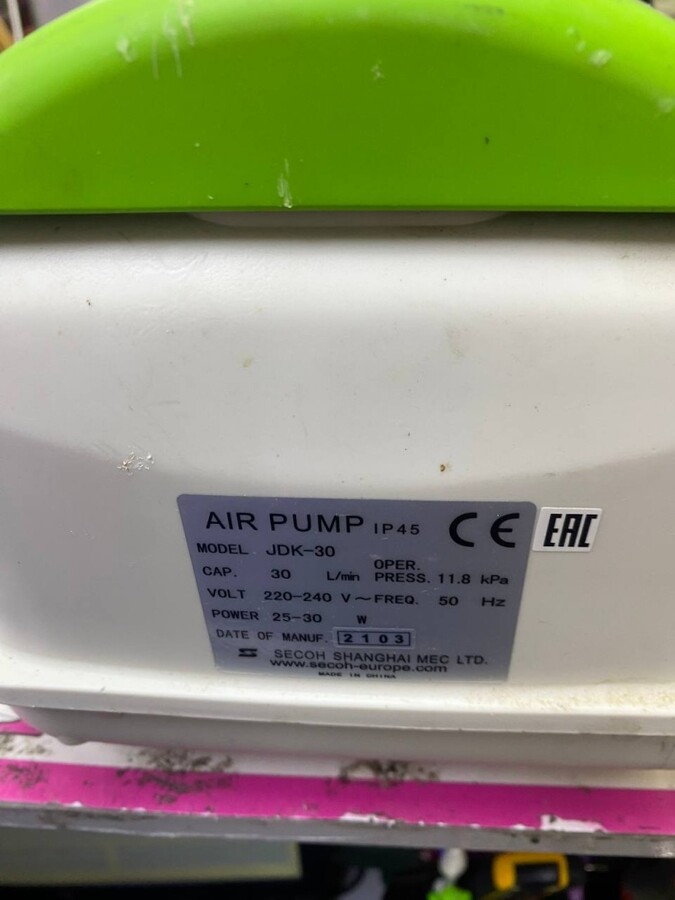 AIR PUMP IP45 CE EAC
MODEL JDK-30
CAP. 30 L/min OPER. PRESS. 11.8 kPa
VOLT 220-240 V~ FREQ. 50 Hz
POWER 25-30 W
DATE OF MANUF. 2103
SECOH SHANGHAI MEC LTD.
www.secoh-europe.com
MADE IN CHINA